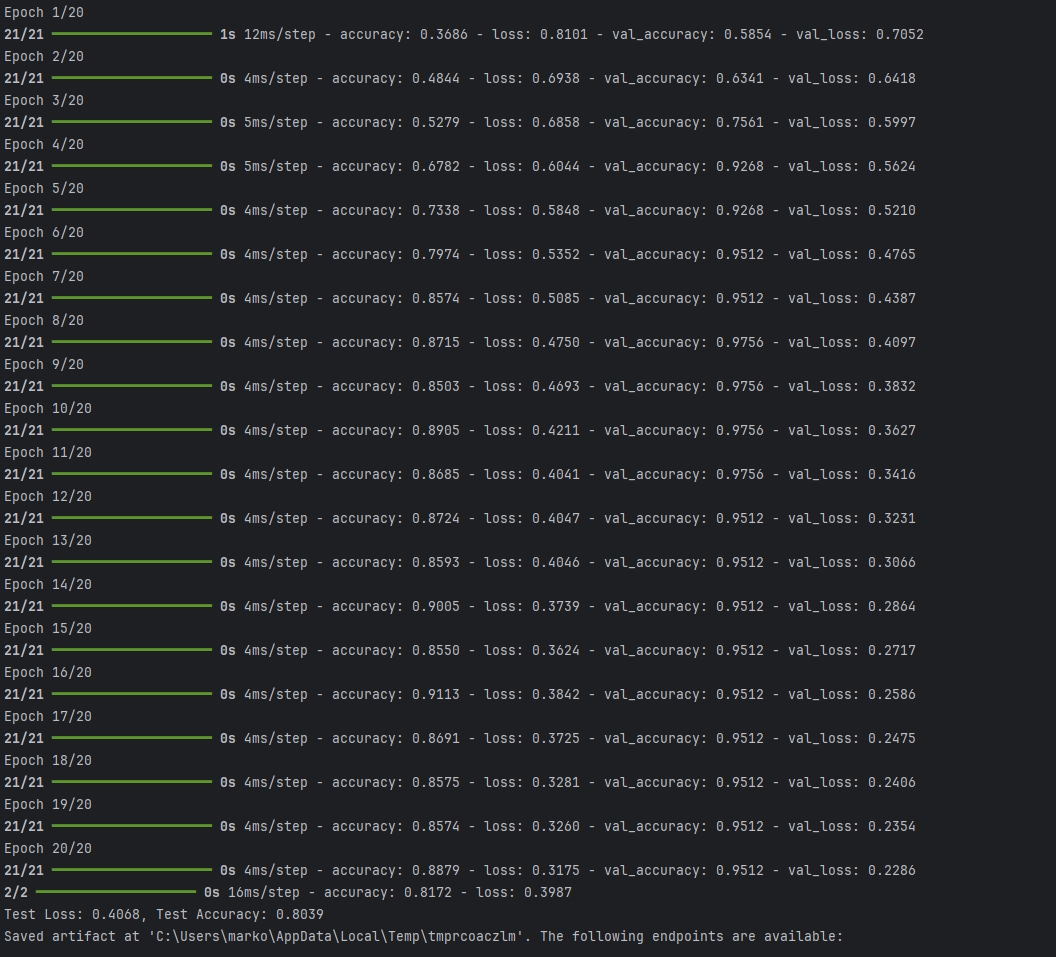 Epoch 1/20
21/21 ━━━━━━━━━━━━━━━━━━━━ 1s 12ms/step - accuracy: 0.3686 - loss: 0.8101 - val_accuracy: 0.5854 - val_loss: 0.7052
Epoch 2/20
21/21 ━━━━━━━━━━━━━━━━━━━━ 0s 4ms/step - accuracy: 0.4844 - loss: 0.6938 - val_accuracy: 0.6341 - val_loss: 0.6418
Epoch 3/20
21/21 ━━━━━━━━━━━━━━━━━━━━ 0s 5ms/step - accuracy: 0.5279 - loss: 0.6858 - val_accuracy: 0.7561 - val_loss: 0.5997
Epoch 4/20
21/21 ━━━━━━━━━━━━━━━━━━━━ 0s 5ms/step - accuracy: 0.6782 - loss: 0.6044 - val_accuracy: 0.9268 - val_loss: 0.5624
Epoch 5/20
21/21 ━━━━━━━━━━━━━━━━━━━━ 0s 4ms/step - accuracy: 0.7338 - loss: 0.5848 - val_accuracy: 0.9268 - val_loss: 0.5210
Epoch 6/20
21/21 ━━━━━━━━━━━━━━━━━━━━ 0s 4ms/step - accuracy: 0.7974 - loss: 0.5352 - val_accuracy: 0.9512 - val_loss: 0.4765
Epoch 7/20
21/21 ━━━━━━━━━━━━━━━━━━━━ 0s 4ms/step - accuracy: 0.8574 - loss: 0.5085 - val_accuracy: 0.9512 - val_loss: 0.4387
Epoch 8/20
21/21 ━━━━━━━━━━━━━━━━━━━━ 0s 4ms/step - accuracy: 0.8715 - loss: 0.4750 - val_accuracy: 0.9756 - val_loss: 0.4097
Epoch 9/20
21/21 ━━━━━━━━━━━━━━━━━━━━ 0s 4ms/step - accuracy: 0.8503 - loss: 0.4693 - val_accuracy: 0.9756 - val_loss: 0.3832
Epoch 10/20
21/21 ━━━━━━━━━━━━━━━━━━━━ 0s 4ms/step - accuracy: 0.8905 - loss: 0.4211 - val_accuracy: 0.9756 - val_loss: 0.3627
Epoch 11/20
21/21 ━━━━━━━━━━━━━━━━━━━━ 0s 4ms/step - accuracy: 0.8685 - loss: 0.4041 - val_accuracy: 0.9756 - val_loss: 0.3416
Epoch 12/20
21/21 ━━━━━━━━━━━━━━━━━━━━ 0s 4ms/step - accuracy: 0.8724 - loss: 0.4047 - val_accuracy: 0.9512 - val_loss: 0.3231
Epoch 13/20
21/21 ━━━━━━━━━━━━━━━━━━━━ 0s 4ms/step - accuracy: 0.8593 - loss: 0.4046 - val_accuracy: 0.9512 - val_loss: 0.3066
Epoch 14/20
21/21 ━━━━━━━━━━━━━━━━━━━━ 0s 4ms/step - accuracy: 0.9005 - loss: 0.3739 - val_accuracy: 0.9512 - val_loss: 0.2864
Epoch 15/20
21/21 ━━━━━━━━━━━━━━━━━━━━ 0s 4ms/step - accuracy: 0.8550 - loss: 0.3624 - val_accuracy: 0.9512 - val_loss: 0.2717
Epoch 16/20
21/21 ━━━━━━━━━━━━━━━━━━━━ 0s 4ms/step - accuracy: 0.9113 - loss: 0.3842 - val_accuracy: 0.9512 - val_loss: 0.2586
Epoch 17/20
21/21 ━━━━━━━━━━━━━━━━━━━━ 0s 4ms/step - accuracy: 0.8691 - loss: 0.3725 - val_accuracy: 0.9512 - val_loss: 0.2475
Epoch 18/20
21/21 ━━━━━━━━━━━━━━━━━━━━ 0s 4ms/step - accuracy: 0.8575 - loss: 0.3281 - val_accuracy: 0.9512 - val_loss: 0.2406
Epoch 19/20
21/21 ━━━━━━━━━━━━━━━━━━━━ 0s 4ms/step - accuracy: 0.8574 - loss: 0.3260 - val_accuracy: 0.9512 - val_loss: 0.2354
Epoch 20/20
21/21 ━━━━━━━━━━━━━━━━━━━━ 0s 4ms/step - accuracy: 0.8879 - loss: 0.3175 - val_accuracy: 0.9512 - val_loss: 0.2286
2/2 ━━━━━━━━━━━━━━━━━━━━ 0s 16ms/step - accuracy: 0.8172 - loss: 0.3987
Test Loss: 0.4068, Test Accuracy: 0.8039
Saved artifact at 'C:\Users\marko\AppData\Local\Temp\tmprcoaczlm'. The following endpoints are available: